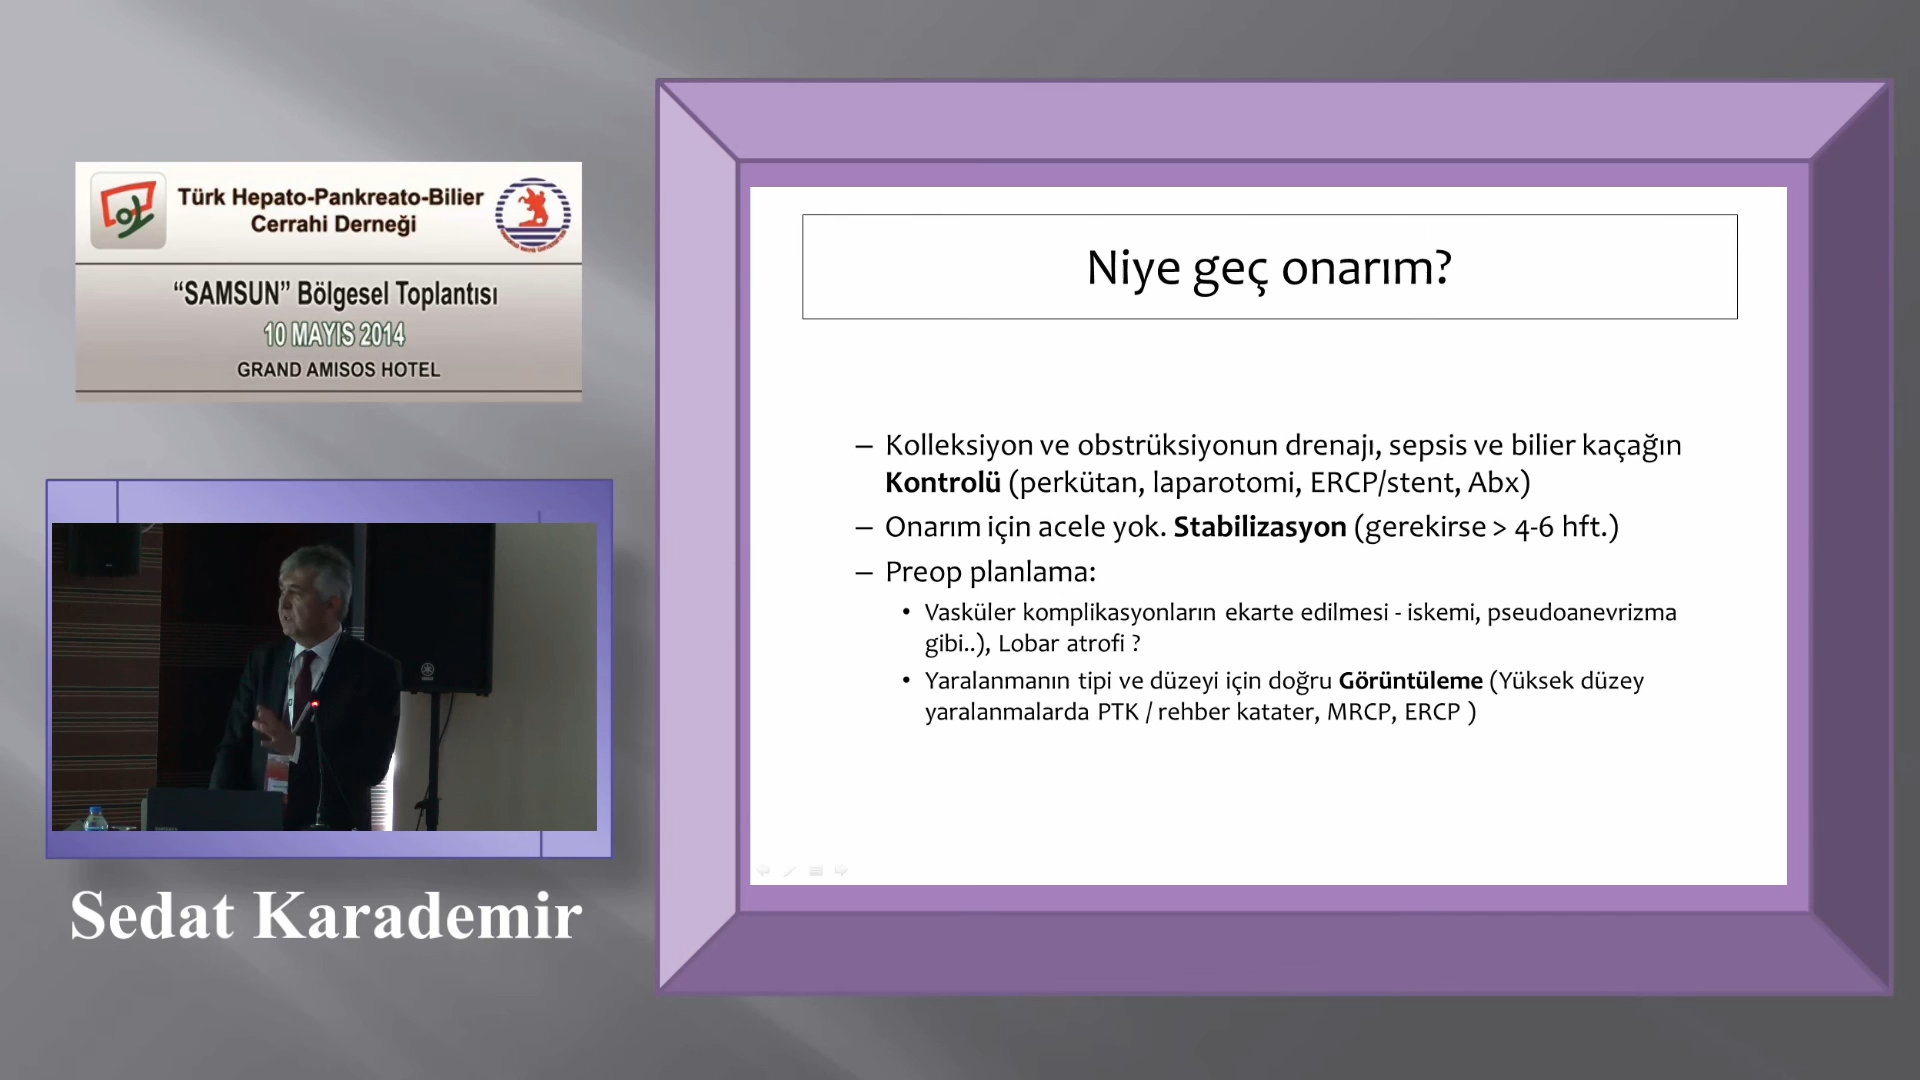 Türk Hepato-Pankreato-Bilier
Cerrahi Derneği
“SAMSUN” Bölgesel Toplantısı
10 MAYIS 2014
GRAND AMISOS HOTEL
Sedat Karademir
Niye geç onarım?
– Kolleksiyon ve obstrüksiyonun drenajı, sepsis ve bilier kaçağın
Kontrolü (perkütan, laparotomi, ERCP/stent, Abx)
– Onarım için acele yok. Stabilizasyon (gerekirse > 4-6 hft.)
– Preop planlama:
• Vasküler komplikasyonların ekarte edilmesi - iskemi, pseudoanevrizma
gibi..), Lobar atrofi ?
• Yaralanmanın tipi ve düzeyi için doğru Görüntüleme (Yüksek düzey
yaralanmalarda PTK / rehber katater, MRCP, ERCP )